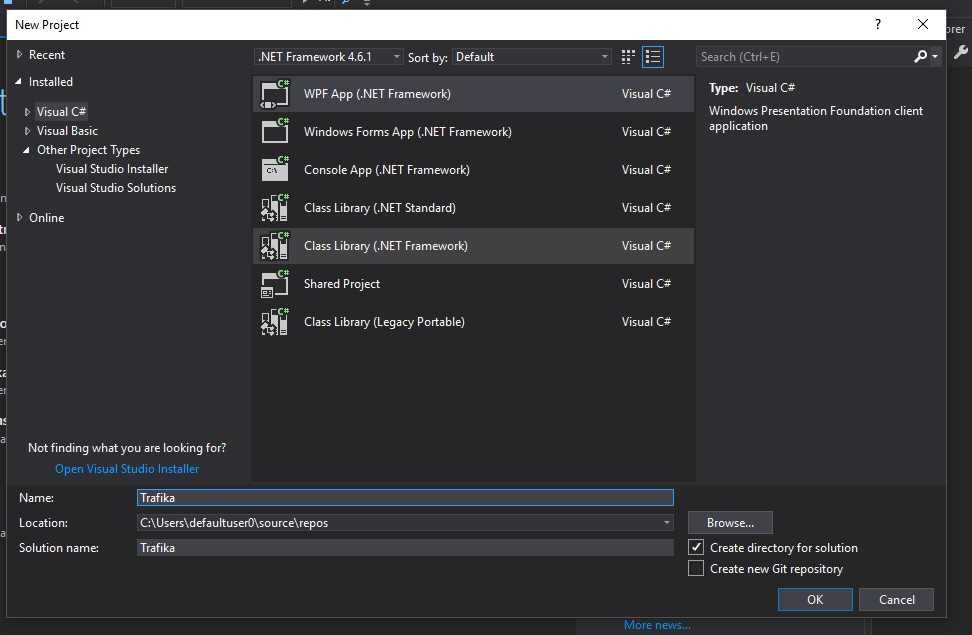 New Project
?
orer
Recent
.NET Framework 4.6.1
Sort by:
Default
Search (Ctrl+E)
Installed
Visual C#
Visual Basic
Other Project Types
Visual Studio Installer
Visual Studio Solutions
Online
C#
WPF App (.NET Framework)
Visual C#
C#
Windows Forms App (.NET Framework)
Visual C#
C#
C:\
Console App (.NET Framework)
Visual C#
C#
Class Library (.NET Standard)
Visual C#
C#
Class Library (.NET Framework)
Visual C#
C#
Shared Project
Visual C#
C#
Class Library (Legacy Portable)
Visual C#
Type: Visual C#
Windows Presentation Foundation client
application
Not finding what you are looking for?
Open Visual Studio Installer
Name:
Trafika
Location:
C:\Users\defaultuser0\source\repos
Browse...
Solution name:
Trafika
Create directory for solution
Create new Git repository
OK
Cancel
More news...